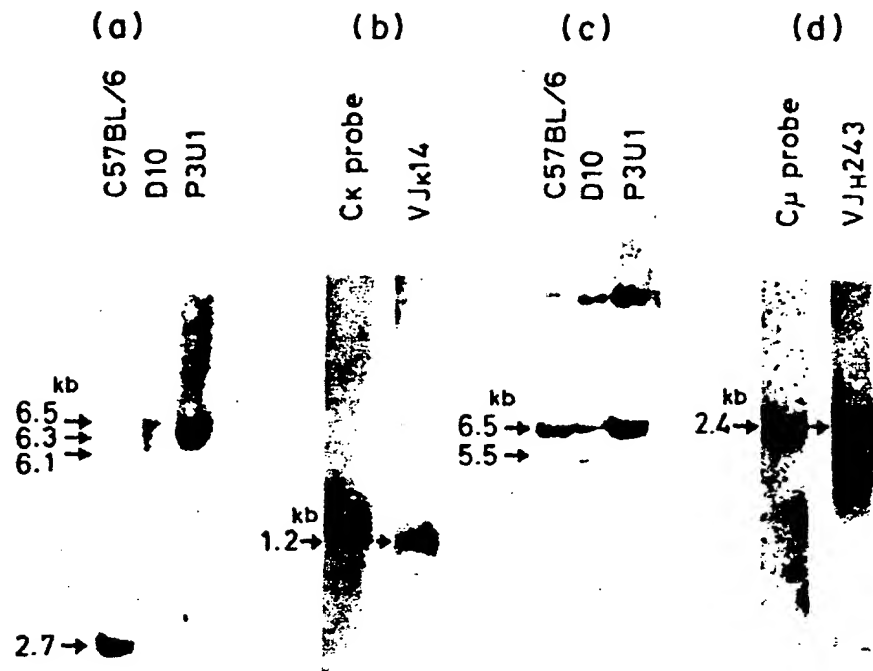 (a)
(b)
(c)
(d)
C57BL/6
D10
P3U1
Cκ probe
VJκ14
C57BL/6
D10
P3U1
Cμ probe
VJH243
kb
6.5
6.3
6.1
2.7
kb
1.2
kb
6.5
5.5
kb
2.4